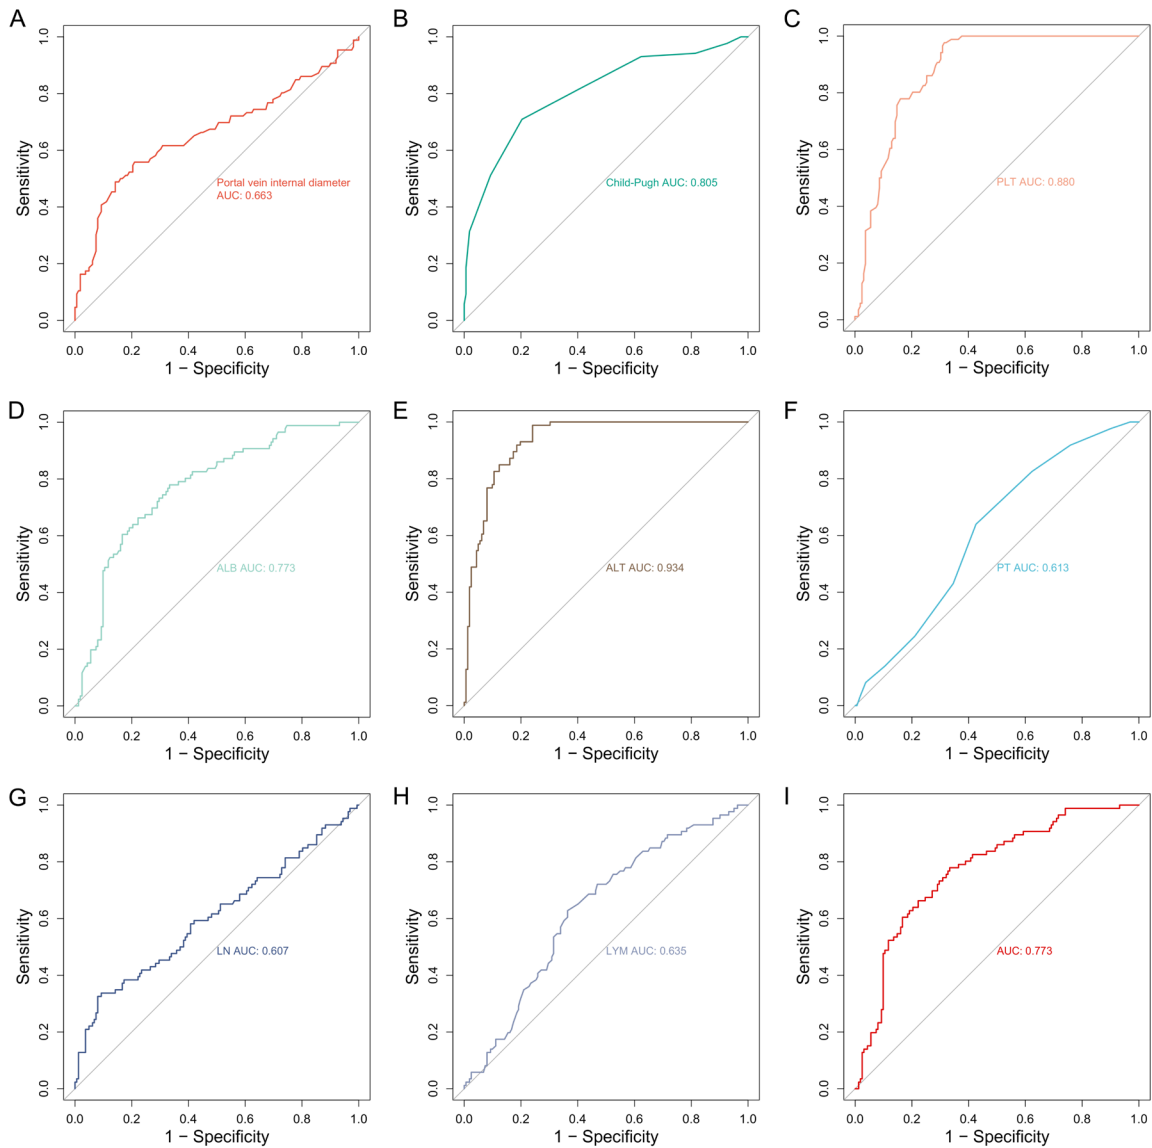 A
1.0
0.8
0.6
0.4
0.2
0.0
Sensitivity
Portal vein internal diameter
AUC: 0.663
0.0 0.2 0.4 0.6 0.8 1.0
1 − Specificity
B
1.0
0.8
0.6
0.4
0.2
0.0
Sensitivity
Child-Pugh AUC: 0.805
0.0 0.2 0.4 0.6 0.8 1.0
1 − Specificity
C
1.0
0.8
0.6
0.4
0.2
0.0
Sensitivity
PLT AUC: 0.880
0.0 0.2 0.4 0.6 0.8 1.0
1 − Specificity
D
1.0
0.8
0.6
0.4
0.2
0.0
Sensitivity
ALB AUC: 0.773
0.0 0.2 0.4 0.6 0.8 1.0
1 − Specificity
E
1.0
0.8
0.6
0.4
0.2
0.0
Sensitivity
ALT AUC: 0.934
0.0 0.2 0.4 0.6 0.8 1.0
1 − Specificity
F
1.0
0.8
0.6
0.4
0.2
0.0
Sensitivity
PT AUC: 0.613
0.0 0.2 0.4 0.6 0.8 1.0
1 − Specificity
G
1.0
0.8
0.6
0.4
0.2
0.0
Sensitivity
LN AUC: 0.607
0.0 0.2 0.4 0.6 0.8 1.0
1 − Specificity
H
1.0
0.8
0.6
0.4
0.2
0.0
Sensitivity
LYM AUC: 0.635
0.0 0.2 0.4 0.6 0.8 1.0
1 − Specificity
I
1.0
0.8
0.6
0.4
0.2
0.0
Sensitivity
AUC: 0.773
0.0 0.2 0.4 0.6 0.8 1.0
1 − Specificity